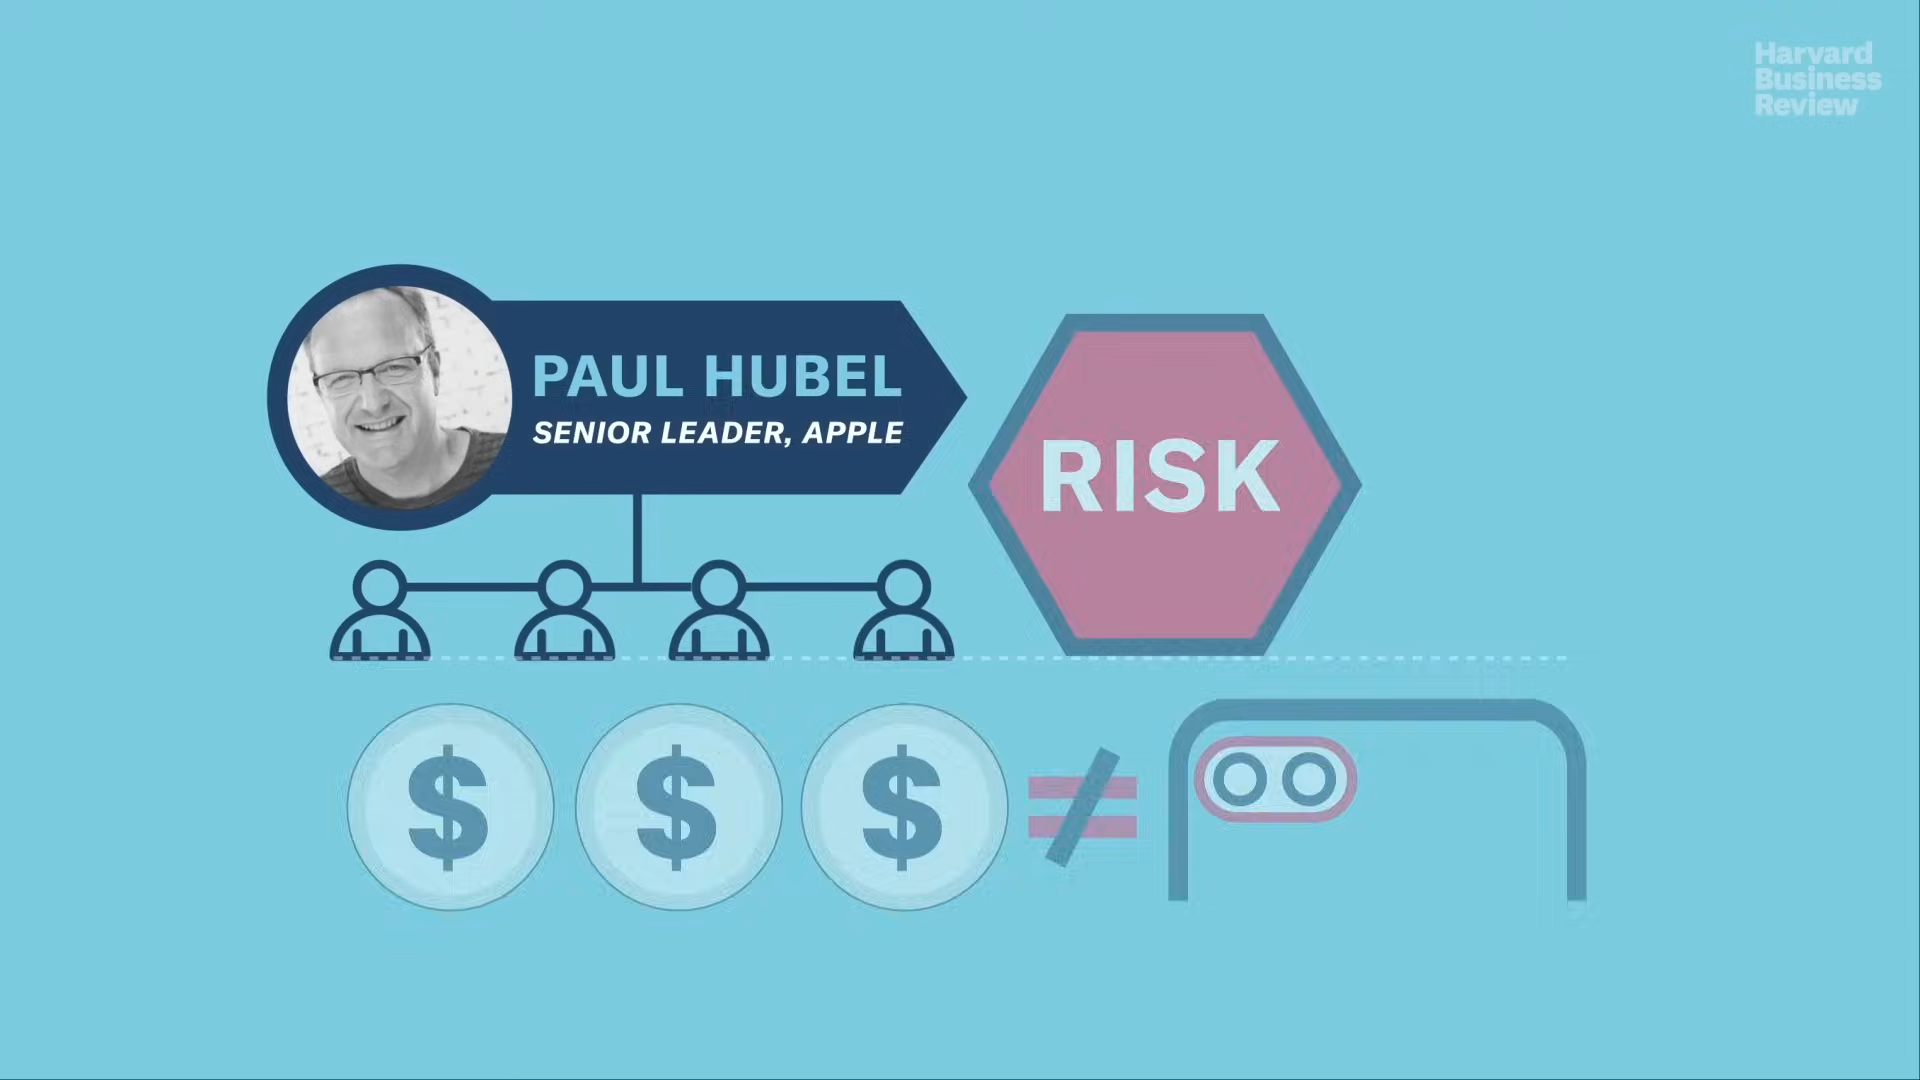 Harvard
Business
Review
PAUL HUBEL
SENIOR LEADER, APPLE
RISK
$ $ $ ≠